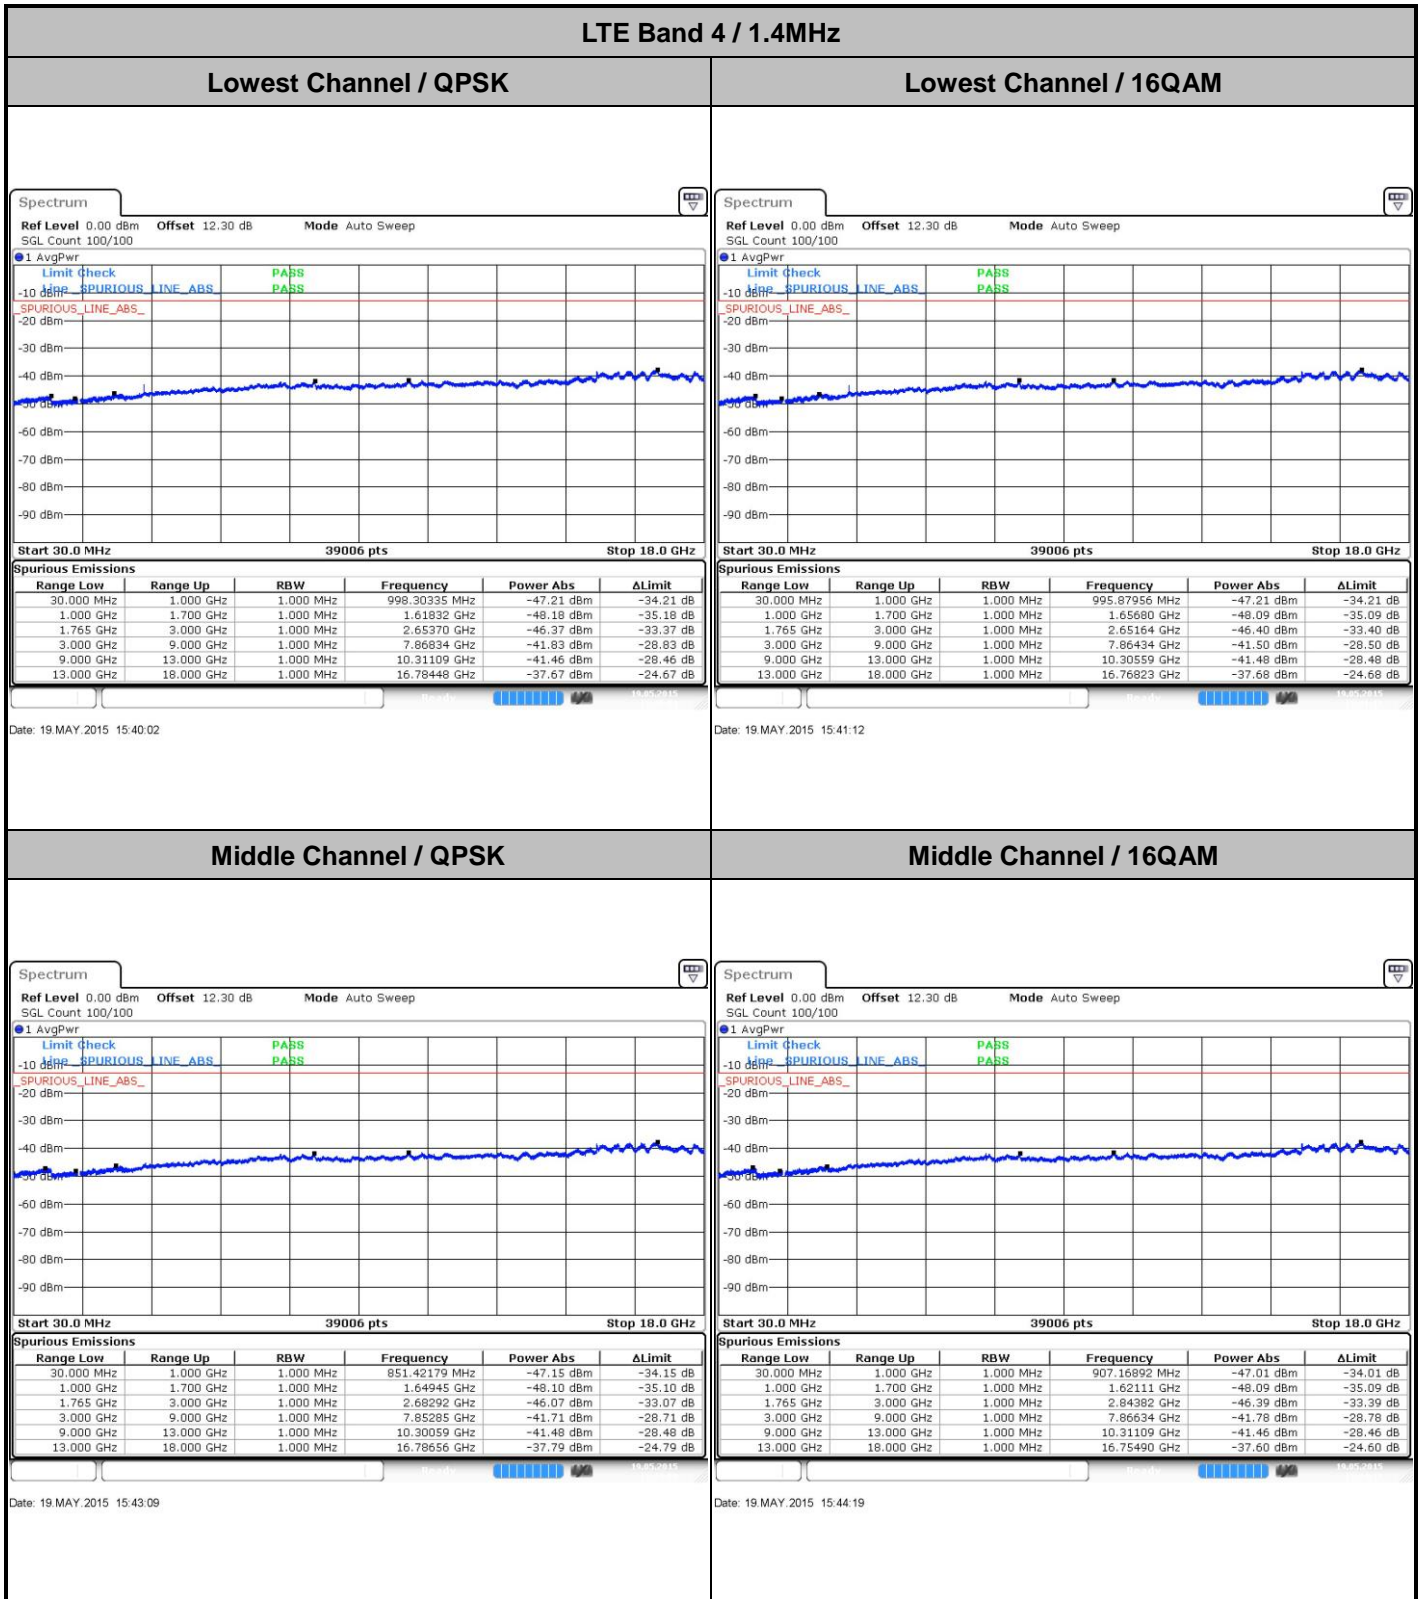 LTE Band 4 / 1.4MHz
Lowest Channel / QPSK
Lowest Channel / 16QAM
Spectrum
Ref Level 0.00 dBm Offset 12.30 dB Mode Auto Sweep
SGL Count 100/100
1 AvgPwr
Limit Check PASS
Line _SPURIOUS_LINE_ABS_ PASS
-10 dBm
_SPURIOUS_LINE_ABS_
-20 dBm
-30 dBm
-40 dBm
-50 dBm
-60 dBm
-70 dBm
-80 dBm
-90 dBm
Start 30.0 MHz 39006 pts Stop 18.0 GHz
Spurious Emissions
Range Low Range Up RBW Frequency Power Abs ΔLimit
30.000 MHz 1.000 GHz 1.000 MHz 998.30335 MHz -47.21 dBm -34.21 dB
1.000 GHz 1.700 GHz 1.000 MHz 1.61832 GHz -48.18 dBm -35.18 dB
1.765 GHz 3.000 GHz 1.000 MHz 2.65370 GHz -46.37 dBm -33.37 dB
3.000 GHz 9.000 GHz 1.000 MHz 7.86834 GHz -41.83 dBm -28.83 dB
9.000 GHz 13.000 GHz 1.000 MHz 10.31109 GHz -41.46 dBm -28.46 dB
13.000 GHz 18.000 GHz 1.000 MHz 16.78448 GHz -37.67 dBm -24.67 dB
19.05.2015
Date: 19.MAY.2015 15:40:02
Spectrum
Ref Level 0.00 dBm Offset 12.30 dB Mode Auto Sweep
SGL Count 100/100
1 AvgPwr
Limit Check PASS
Line _SPURIOUS_LINE_ABS_ PASS
-10 dBm
_SPURIOUS_LINE_ABS_
-20 dBm
-30 dBm
-40 dBm
-50 dBm
-60 dBm
-70 dBm
-80 dBm
-90 dBm
Start 30.0 MHz 39006 pts Stop 18.0 GHz
Spurious Emissions
Range Low Range Up RBW Frequency Power Abs ΔLimit
30.000 MHz 1.000 GHz 1.000 MHz 995.87956 MHz -47.21 dBm -34.21 dB
1.000 GHz 1.700 GHz 1.000 MHz 1.65680 GHz -48.09 dBm -35.09 dB
1.765 GHz 3.000 GHz 1.000 MHz 2.65164 GHz -46.40 dBm -33.40 dB
3.000 GHz 9.000 GHz 1.000 MHz 7.86434 GHz -41.50 dBm -28.50 dB
9.000 GHz 13.000 GHz 1.000 MHz 10.30559 GHz -41.48 dBm -28.48 dB
13.000 GHz 18.000 GHz 1.000 MHz 16.76823 GHz -37.68 dBm -24.68 dB
19.05.2015
Date: 19.MAY.2015 15:41:12
Middle Channel / QPSK
Middle Channel / 16QAM
Spectrum
Ref Level 0.00 dBm Offset 12.30 dB Mode Auto Sweep
SGL Count 100/100
1 AvgPwr
Limit Check PASS
Line _SPURIOUS_LINE_ABS_ PASS
-10 dBm
_SPURIOUS_LINE_ABS_
-20 dBm
-30 dBm
-40 dBm
-50 dBm
-60 dBm
-70 dBm
-80 dBm
-90 dBm
Start 30.0 MHz 39006 pts Stop 18.0 GHz
Spurious Emissions
Range Low Range Up RBW Frequency Power Abs ΔLimit
30.000 MHz 1.000 GHz 1.000 MHz 851.42179 MHz -47.15 dBm -34.15 dB
1.000 GHz 1.700 GHz 1.000 MHz 1.64945 GHz -48.10 dBm -35.10 dB
1.765 GHz 3.000 GHz 1.000 MHz 2.68292 GHz -46.07 dBm -33.07 dB
3.000 GHz 9.000 GHz 1.000 MHz 7.85285 GHz -41.71 dBm -28.71 dB
9.000 GHz 13.000 GHz 1.000 MHz 10.30059 GHz -41.48 dBm -28.48 dB
13.000 GHz 18.000 GHz 1.000 MHz 16.78656 GHz -37.79 dBm -24.79 dB
19.05.2015
Date: 19.MAY.2015 15:43:09
Spectrum
Ref Level 0.00 dBm Offset 12.30 dB Mode Auto Sweep
SGL Count 100/100
1 AvgPwr
Limit Check PASS
Line _SPURIOUS_LINE_ABS_ PASS
-10 dBm
_SPURIOUS_LINE_ABS_
-20 dBm
-30 dBm
-40 dBm
-50 dBm
-60 dBm
-70 dBm
-80 dBm
-90 dBm
Start 30.0 MHz 39006 pts Stop 18.0 GHz
Spurious Emissions
Range Low Range Up RBW Frequency Power Abs ΔLimit
30.000 MHz 1.000 GHz 1.000 MHz 907.16892 MHz -47.01 dBm -34.01 dB
1.000 GHz 1.700 GHz 1.000 MHz 1.62111 GHz -48.09 dBm -35.09 dB
1.765 GHz 3.000 GHz 1.000 MHz 2.84382 GHz -46.39 dBm -33.39 dB
3.000 GHz 9.000 GHz 1.000 MHz 7.86634 GHz -41.78 dBm -28.78 dB
9.000 GHz 13.000 GHz 1.000 MHz 10.31109 GHz -41.46 dBm -28.46 dB
13.000 GHz 18.000 GHz 1.000 MHz 16.75490 GHz -37.60 dBm -24.60 dB
19.05.2015
Date: 19.MAY.2015 15:44:19